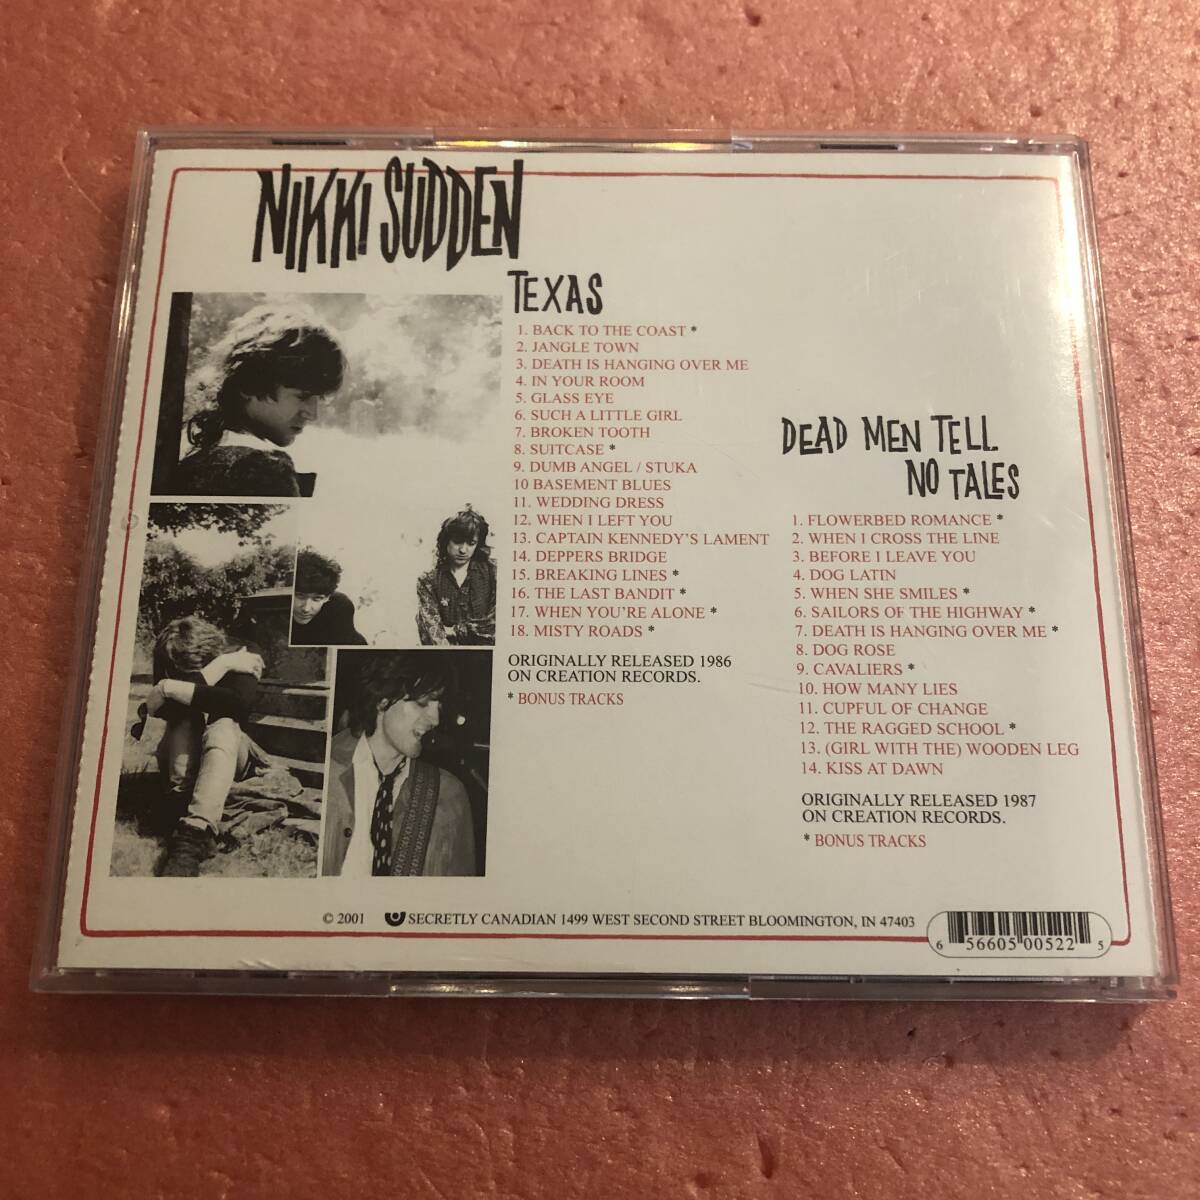 NIKKI SUDDEN
TEXAS
1. BACK TO THE COAST *
2. JANGLE TOWN
3. DEATH IS HANGING OVER ME
4. IN YOUR ROOM
5. GLASS EYE
6. SUCH A LITTLE GIRL
7. BROKEN TOOTH
8. SUITCASE *
9. DUMB ANGEL / STUKA
10 BASEMENT BLUES
11. WEDDING DRESS
12. WHEN I LEFT YOU
13. CAPTAIN KENNEDY'S LAMENT
14. DEPPERS BRIDGE
15. BREAKING LINES *
16. THE LAST BANDIT *
17. WHEN YOU'RE ALONE *
18. MISTY ROADS *
ORIGINALLY RELEASED 1986
ON CREATION RECORDS.
* BONUS TRACKS
DEAD MEN TELL
NO TALES
1. FLOWERBED ROMANCE *
2. WHEN I CROSS THE LINE
3. BEFORE I LEAVE YOU
4. DOG LATIN
5. WHEN SHE SMILES *
6. SAILORS OF THE HIGHWAY *
7. DEATH IS HANGING OVER ME *
8. DOG ROSE
9. CAVALIERS *
10. HOW MANY LIES
11. CUPFUL OF CHANGE
12. THE RAGGED SCHOOL *
13. (GIRL WITH THE) WOODEN LEG
14. KISS AT DAWN
ORIGINALLY RELEASED 1987
ON CREATION RECORDS.
* BONUS TRACKS
© 2001 SECRETLY CANADIAN 1499 WEST SECOND STREET BLOOMINGTON, IN 47403
6 56605 00522 5